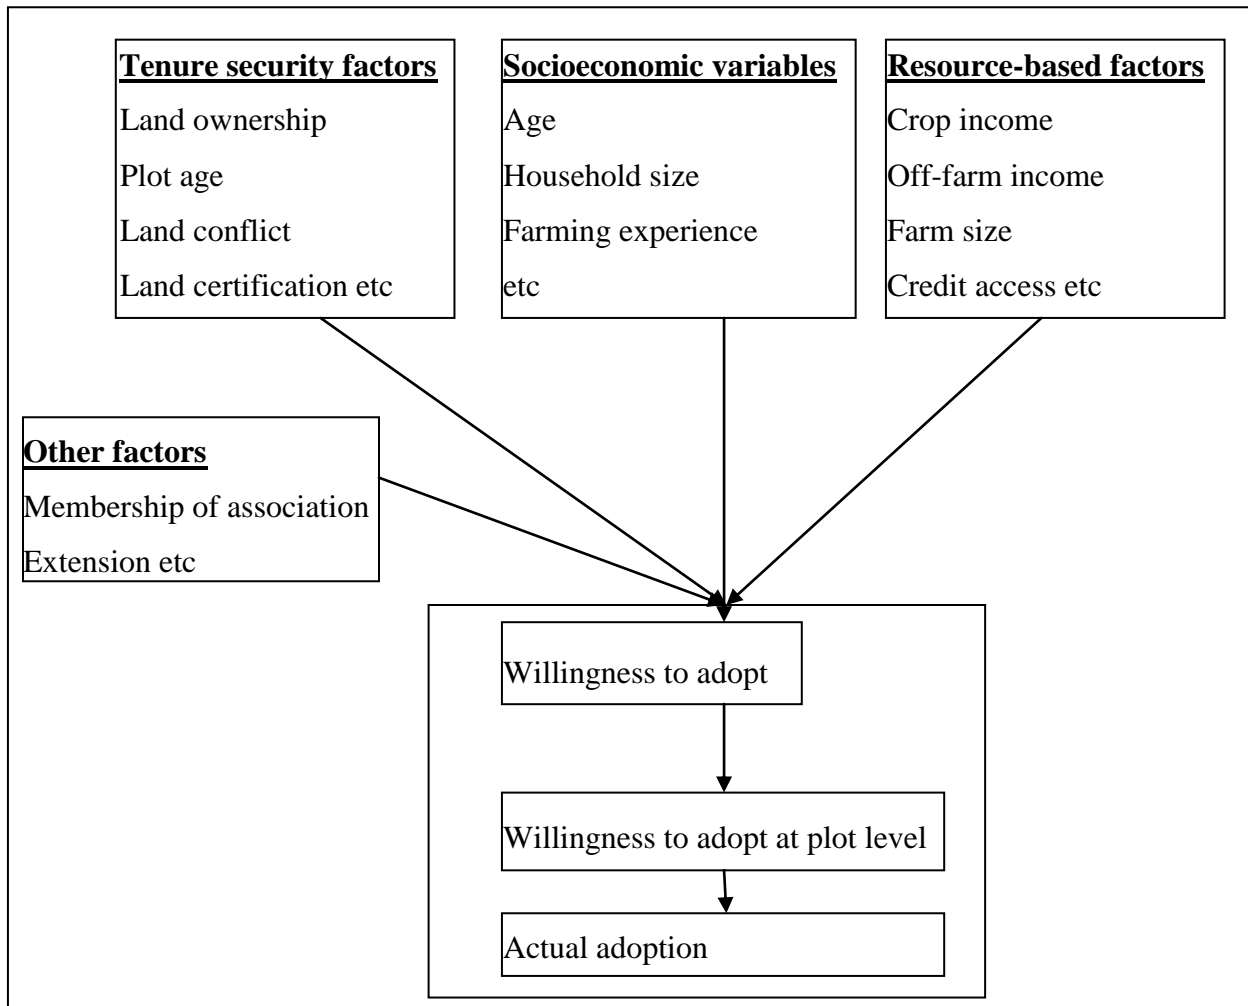 Tenure security factors
Land ownership
Plot age
Land conflict
Land certification etc
Socioeconomic variables
Age
Household size
Farming experience
etc
Resource-based factors
Crop income
Off-farm income
Farm size
Credit access etc
Other factors
Membership of association
Extension etc
Willingness to adopt
Willingness to adopt at plot level
Actual adoption